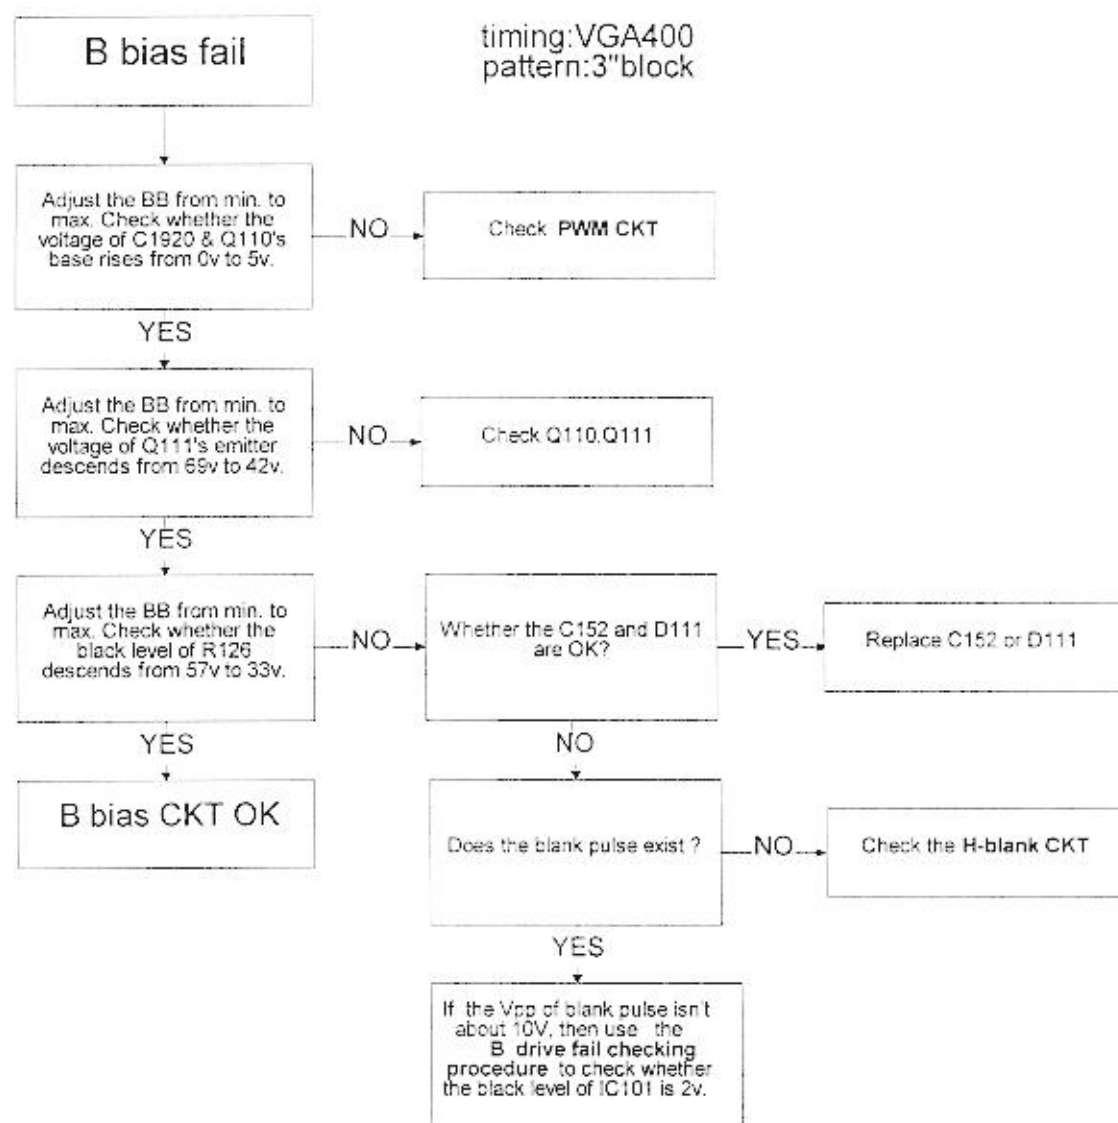 B bias fail
timing:VGA400
pattern:3"block
Adjust the BB from min. to
max. Check whether the
voltage of C1920 & Q110's
base rises from 0v to 5v.
NO
Check PWM CKT
YES
Adjust the BB from min. to
max. Check whether the
voltage of Q111's emitter
descends from 69v to 42v.
NO
Check Q110,Q111
YES
Adjust the BB from min. to
max. Check whether the
black level of R126
descends from 57v to 33v.
NO
Whether the C152 and D111
are OK?
YES
Replace C152 or D111
YES
NO
B bias CKT OK
Does the blank pulse exist ?
NO
Check the H-blank CKT
YES
If the Vpp of blank pulse isn't
about 10V, then use the
B drive fail checking
procedure to check whether
the black level of IC101 is 2v.